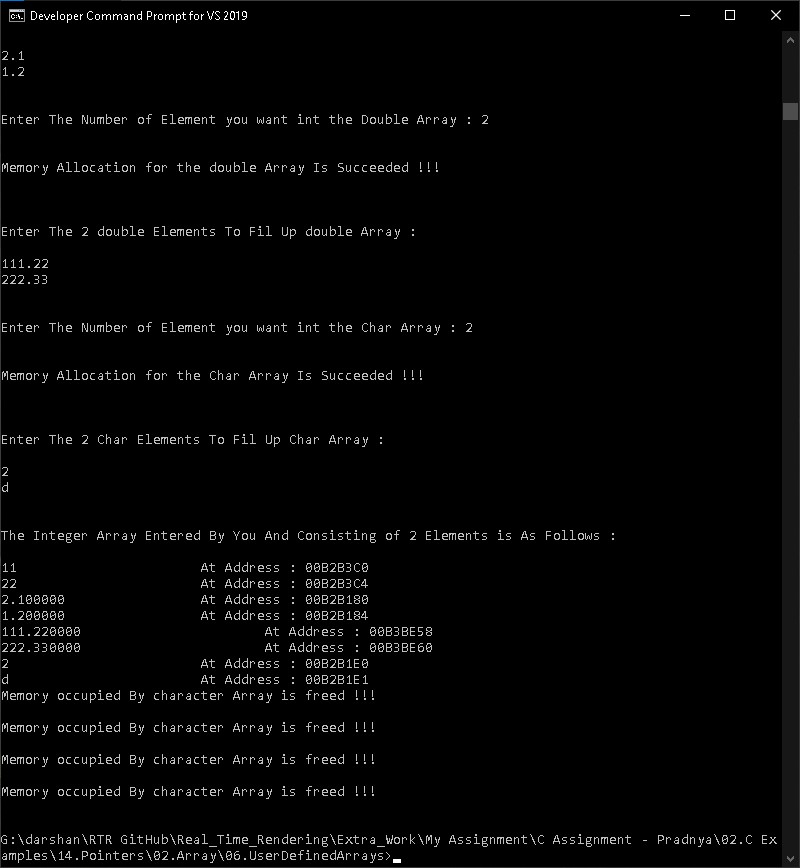 Developer Command Prompt for VS 2019
2.1
1.2
Enter The Number of Element you want int the Double Array : 2
Memory Allocation for the double Array Is Succeeded !!!
Enter The 2 double Elements To Fil Up double Array :
111.22
222.33
Enter The Number of Element you want int the Char Array : 2
Memory Allocation for the Char Array Is Succeeded !!!
Enter The 2 Char Elements To Fil Up Char Array :
2
d
The Integer Array Entered By You And Consisting of 2 Elements is As Follows :
11 At Address : 00B2B3C0
22 At Address : 00B2B3C4
2.100000 At Address : 00B2B180
1.200000 At Address : 00B2B184
111.220000 At Address : 00B3BE58
222.330000 At Address : 00B3BE60
2 At Address : 00B2B1E0
d At Address : 00B2B1E1
Memory occupied By character Array is freed !!!
Memory occupied By character Array is freed !!!
Memory occupied By character Array is freed !!!
Memory occupied By character Array is freed !!!
G:\darshan\RTR GitHub\Real_Time_Rendering\Extra_Work\My Assignment\C Assignment - Pradnya\02.C Ex
amples\14.Pointers\02.Array\06.UserDefinedArrays>